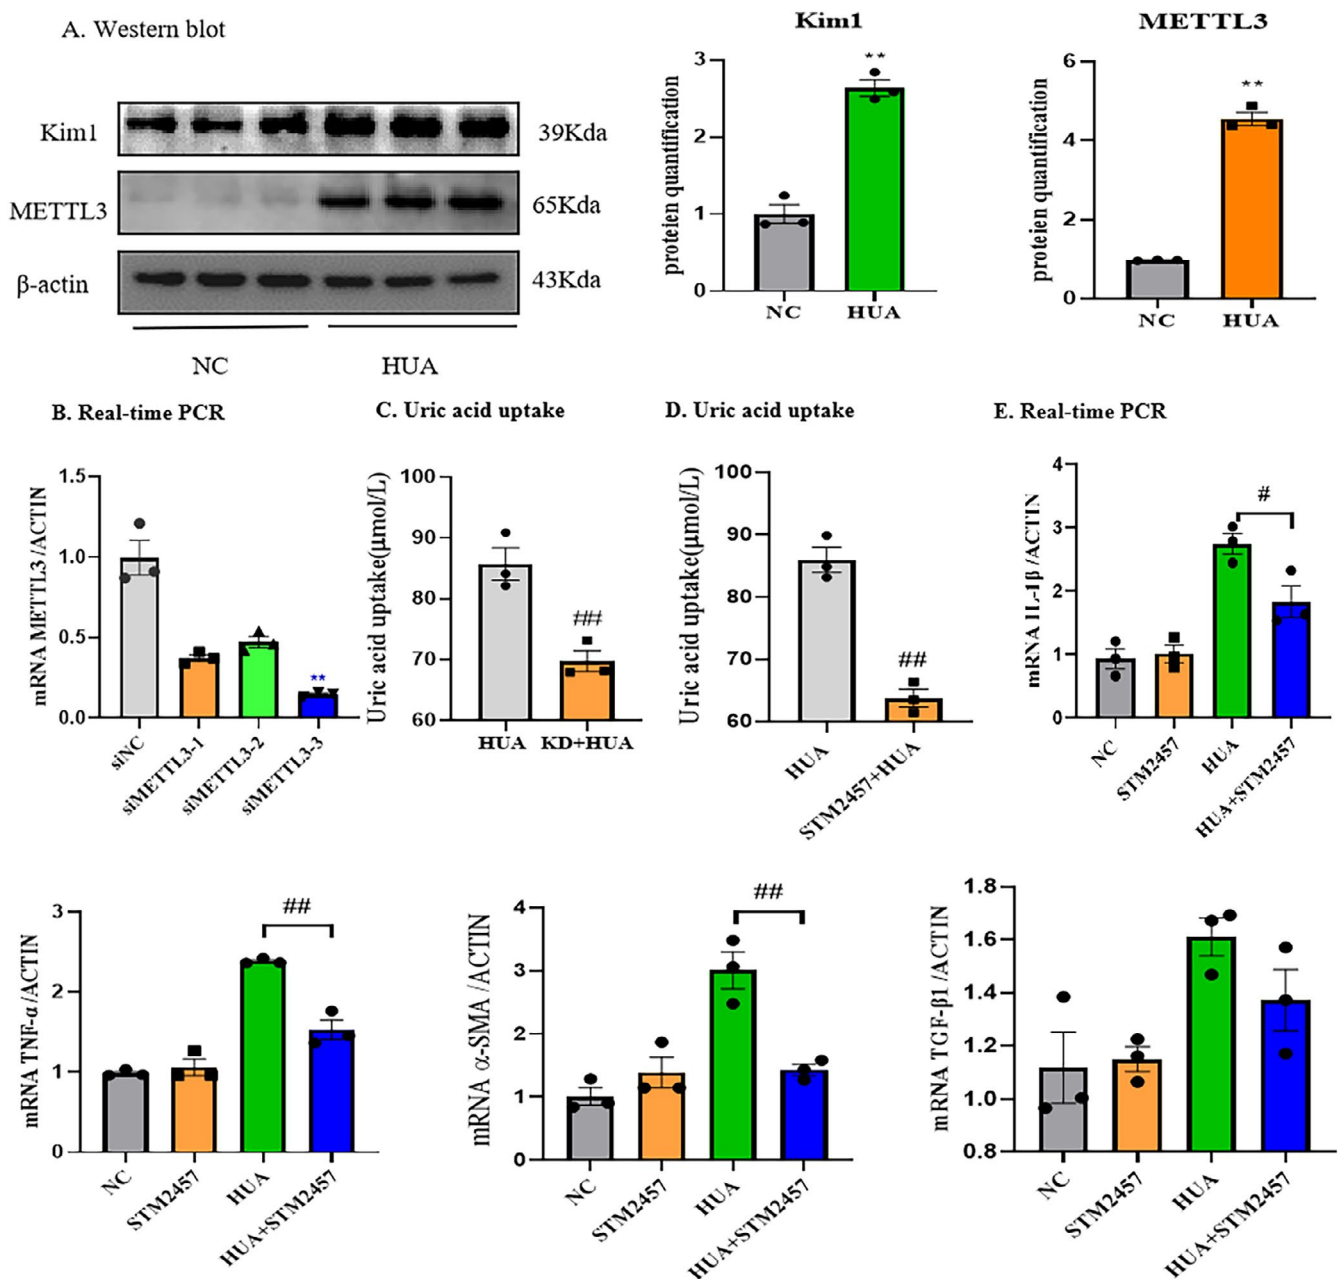 A. Western blot
Kim1
39Kda
METTL3
65Kda
β-actin
43Kda
NC
HUA
Kim1
**
proteien quantification
3
2
1
0
NC
HUA
METTL3
**
proteien quantification
6
4
2
0
NC
HUA
B. Real-time PCR
mRNA METTL3 /ACTIN
1.5
1.0
0.5
0.0
**
siNC
siMETTL3-1
siMETTL3-2
siMETTL3-3
C. Uric acid uptake
Uric acid uptake(μmol/L)
100
90
80
70
60
##
HUA
KD+HUA
D. Uric acid uptake
Uric acid uptake(μmol/L)
100
90
80
70
60
##
HUA
STM2457+HUA
E. Real-time PCR
mRNA IL-1β /ACTIN
4
3
2
1
0
#
NC
STM2457
HUA
HUA+STM2457
mRNA TNF-α /ACTIN
3
2
1
0
##
NC
STM2457
HUA
HUA+STM2457
mRNA α-SMA /ACTIN
4
3
2
1
0
##
NC
STM2457
HUA
HUA+STM2457
mRNA TGF-β1 /ACTIN
1.8
1.6
1.4
1.2
1.0
0.8
NC
STM2457
HUA
HUA+STM2457